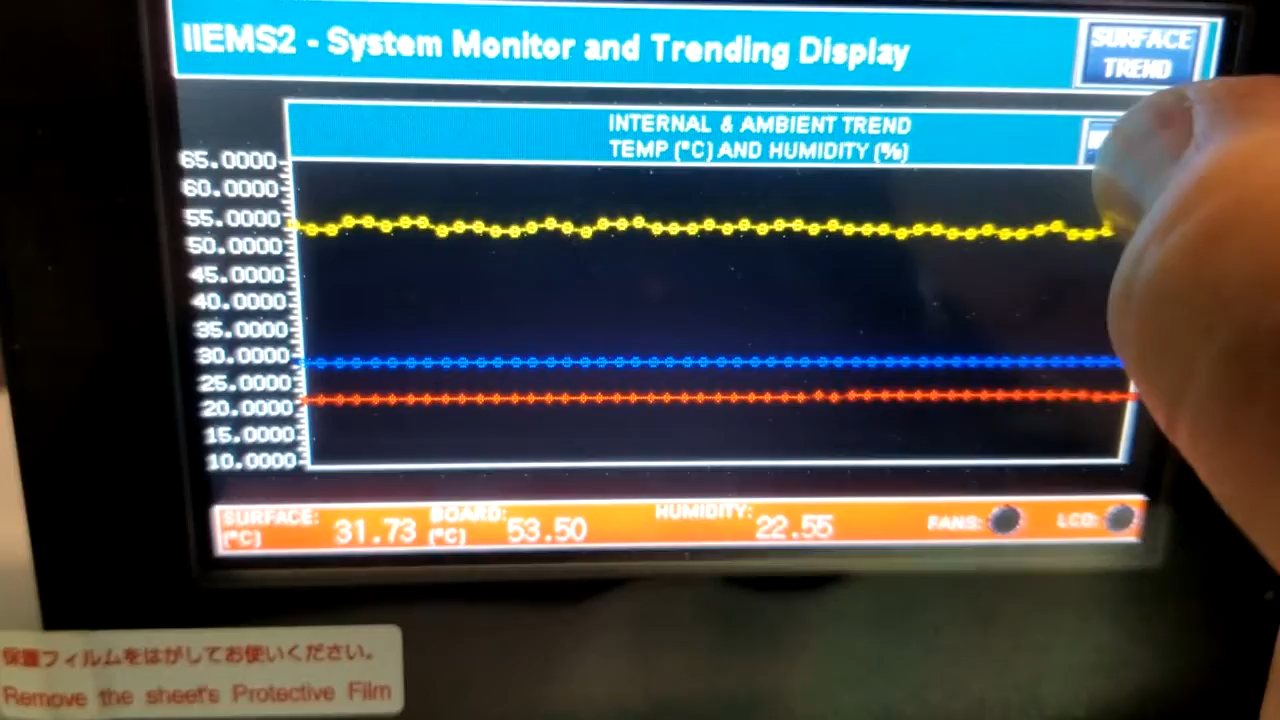 IIEMS2 - System Monitor and Trending Display
SURFACE
TREND
INTERNAL & AMBIENT TREND
TEMP (°C) AND HUMIDITY (%)
65.0000
60.0000
55.0000
50.0000
45.0000
40.0000
35.0000
30.0000
25.0000
20.0000
15.0000
10.0000
SURFACE: (°C) 31.73 BOARD: (°C) 53.50 HUMIDITY: 22.55 FANS: LCD:
保護フィルムをはがしてお使いください。
Remove the sheet's Protective Film